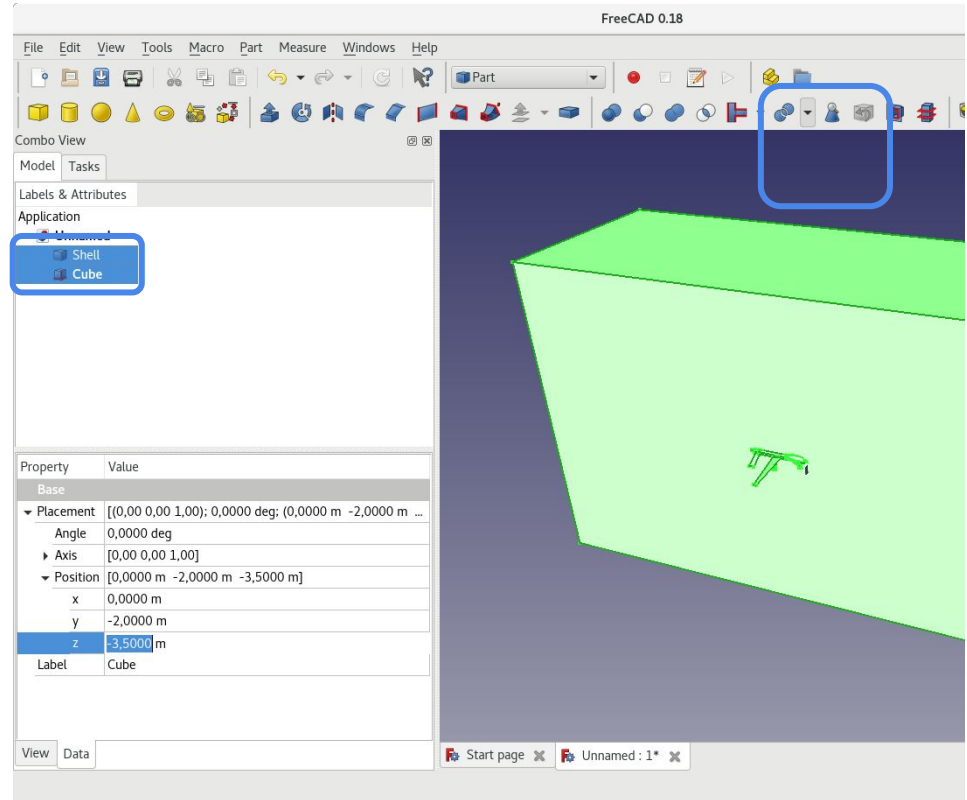 FreeCAD 0.18
File Edit View Tools Macro Part Measure Windows Help
Part
Combo View
Model Tasks
Labels & Attributes
Application
Unnamed
Shell
Cube
Property Value
Base
Placement [(0,00 0,00 1,00); 0,0000 deg; (0,0000 m -2,0000 m ...
Angle 0,0000 deg
Axis [0,00 0,00 1,00]
Position [0,0000 m -2,0000 m -3,5000 m]
x 0,0000 m
y -2,0000 m
z -3,5000 m
Label Cube
View Data
Start page Unnamed : 1*